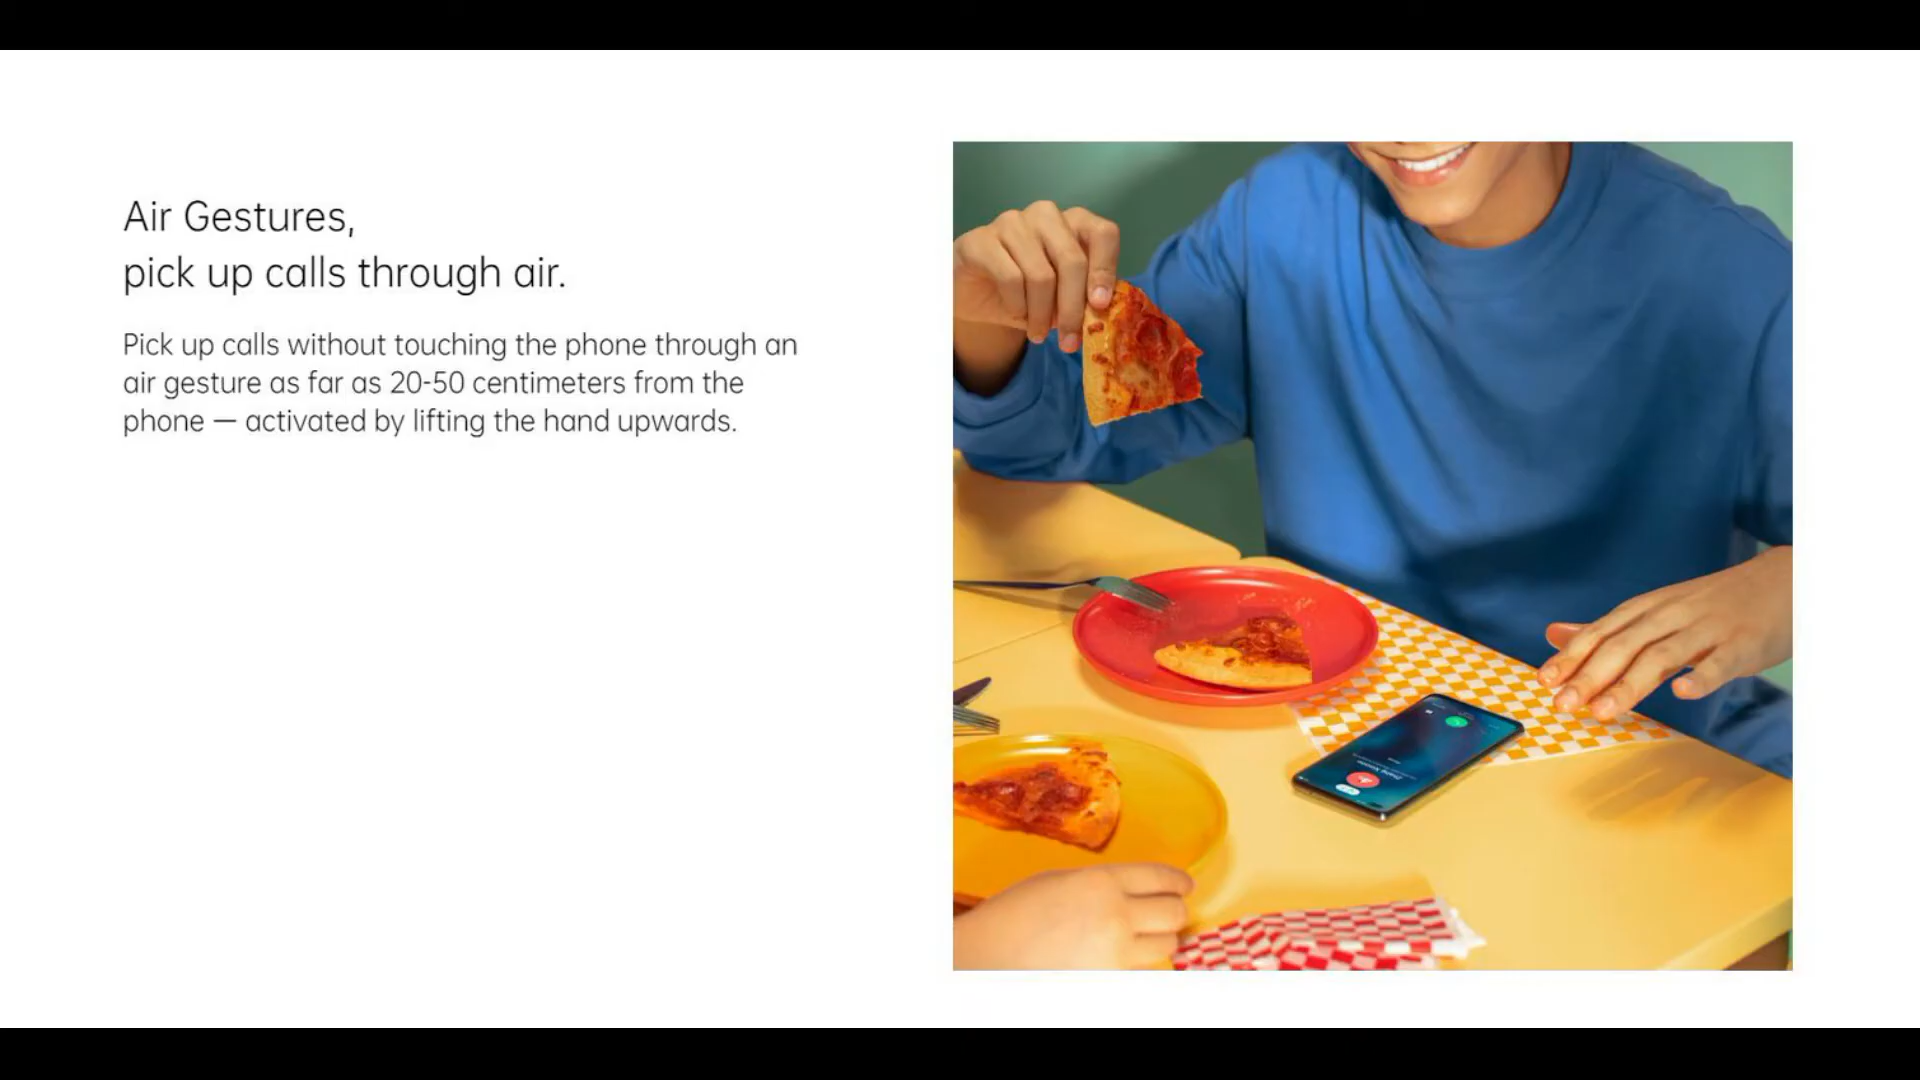 Air Gestures,
pick up calls through air.
Pick up calls without touching the phone through an
air gesture as far as 20-50 centimeters from the
phone — activated by lifting the hand upwards.